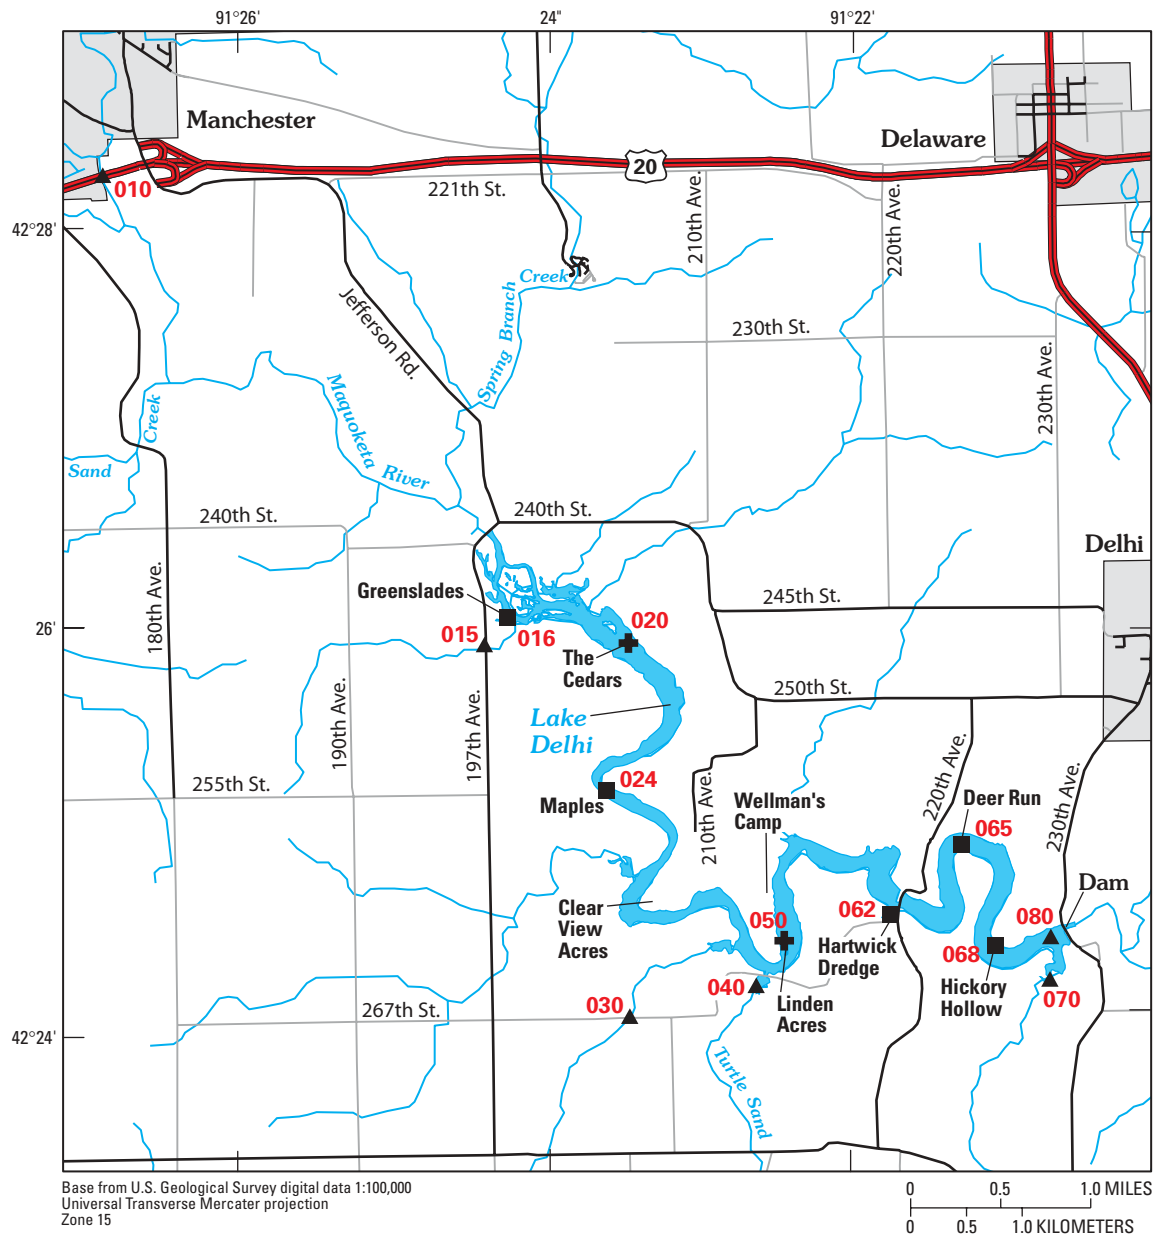 91°26'
24"
91°22'
Manchester
Delaware
20
010
221st St.
42°28'
210th Ave.
220th Ave.
Creek
Spring Branch
Jefferson Rd.
230th St.
230th Ave.
Maquoketa River
Creek
Sand
240th St.
240th St.
Delhi
180th Ave.
Greenslades
245th St.
26'
015
016
020
The
Cedars
190th Ave.
197th Ave.
250th St.
Lake
Delhi
255th St.
024
Maples
210th Ave.
Wellman's
Camp
220th Ave.
Deer Run
065
230th Ave.
Dam
Clear
View
Acres
050
062
080
Hartwick
Dredge
068
Hickory
Hollow
070
040
Linden
Acres
030
267th St.
42°24'
Turtle Sand
Base from U.S. Geological Survey digital data 1:100,000
Universal Transverse Mercater projection
Zone 15
0 0.5 1.0 MILES
0 0.5 1.0 KILOMETERS